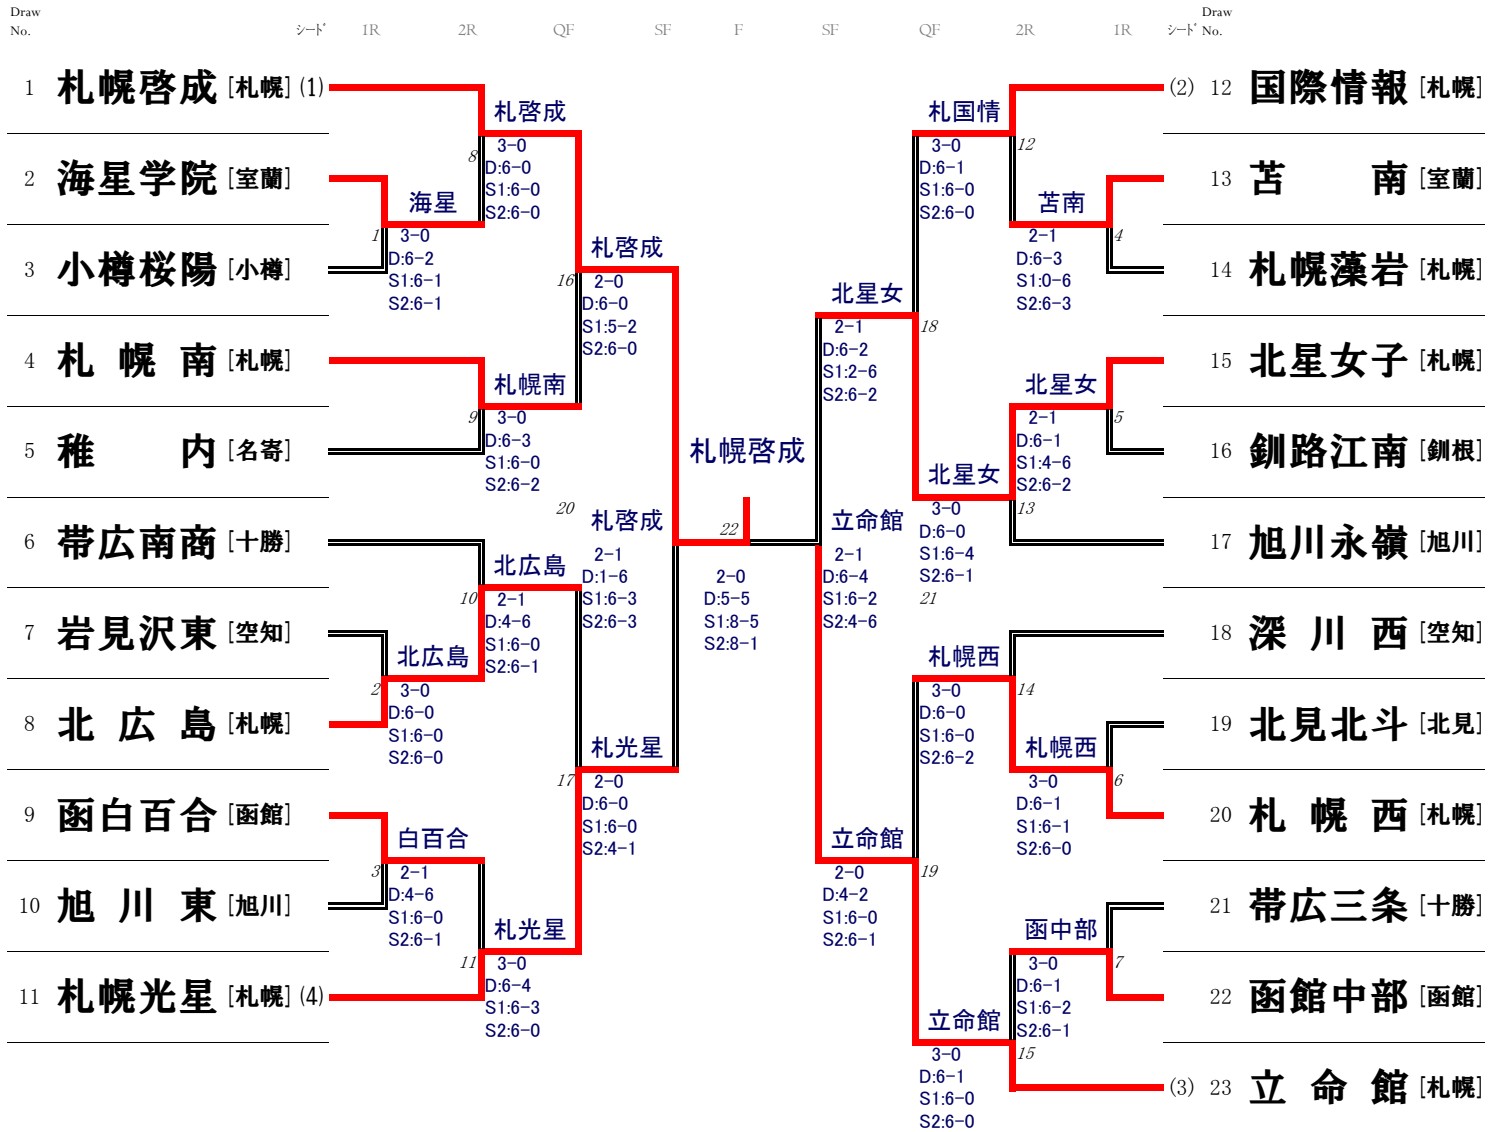 Draw
No.
シード 1R 2R QF SF F SF QF 2R 1R シード
Draw
No.
1 札幌啓成 [札幌] (1)
2 海星学院 [室蘭]
3 小樽桜陽 [小樽]
4 札幌南 [札幌]
5 稚内 [名寄]
6 帯広南商 [十勝]
7 岩見沢東 [空知]
8 北広島 [札幌]
9 函白百合 [函館]
10 旭川東 [旭川]
11 札幌光星 [札幌] (4)
海星
1
3-0
D:6-2
S1:6-1
S2:6-1
北広島
2
3-0
D:6-0
S1:6-0
S2:6-0
白百合
3
2-1
D:4-6
S1:6-0
S2:6-1
札啓成
8
3-0
D:6-0
S1:6-0
S2:6-0
札幌南
9
3-0
D:6-3
S1:6-0
S2:6-2
北広島
10
2-1
D:4-6
S1:6-0
S2:6-1
札光星
11
3-0
D:6-4
S1:6-3
S2:6-0
札啓成
16
2-0
D:6-0
S1:5-2
S2:6-0
札光星
17
2-0
D:6-0
S1:6-0
S2:4-1
20
札啓成
2-1
D:1-6
S1:6-3
S2:6-3
札幌啓成
22
2-0
D:5-5
S1:8-5
S2:8-1
立命館
2-1
D:6-4
S1:6-2
S2:4-6
21
北星女
18
2-1
D:6-2
S1:2-6
S2:6-2
立命館
19
2-0
D:4-2
S1:6-0
S2:6-1
札国情
12
3-0
D:6-1
S1:6-0
S2:6-0
北星女
13
3-0
D:6-0
S1:6-4
S2:6-1
札幌西
14
3-0
D:6-0
S1:6-0
S2:6-2
立命館
15
3-0
D:6-1
S1:6-0
S2:6-0
苫南
4
2-1
D:6-3
S1:0-6
S2:6-3
北星女
5
2-1
D:6-1
S1:4-6
S2:6-2
札幌西
6
3-0
D:6-1
S1:6-1
S2:6-0
函中部
7
3-0
D:6-1
S1:6-2
S2:6-1
(2) 12 国際情報 [札幌]
13 苫南 [室蘭]
14 札幌藻岩 [札幌]
15 北星女子 [札幌]
16 釧路江南 [釧根]
17 旭川永嶺 [旭川]
18 深川西 [空知]
19 北見北斗 [北見]
20 札幌西 [札幌]
21 帯広三条 [十勝]
22 函館中部 [函館]
(3) 23 立命館 [札幌]